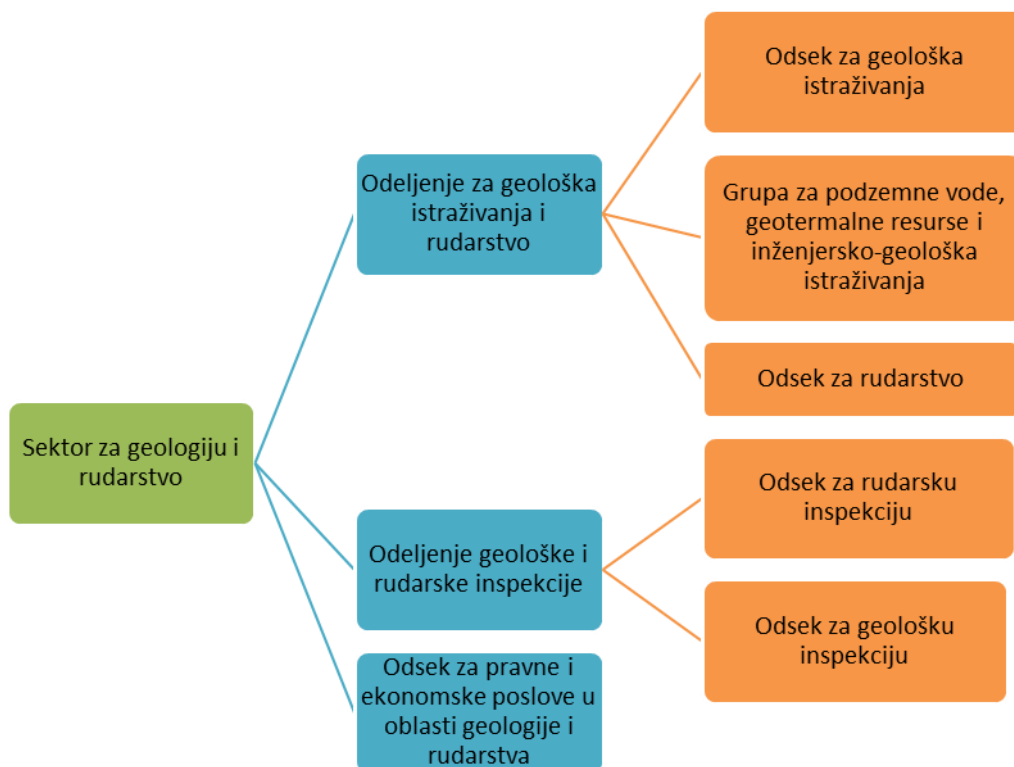 Odsek za geološka
istraživanja
Odeljenje za geološka
istraživanja i
rudarstvo
Grupa za podzemne vode,
geotermalne resurse i
inženjersko-geološka
istraživanja
Odsek za rudarstvo
Sektor za geologiju i
rudarstvo
Odsek za rudarsku
inspekciju
Odeljenje geološke i
rudarske inspekcije
Odsek za geološku
inspekciju
Odsek za pravne i
ekonomske poslove u
oblasti geologije i
rudarstva